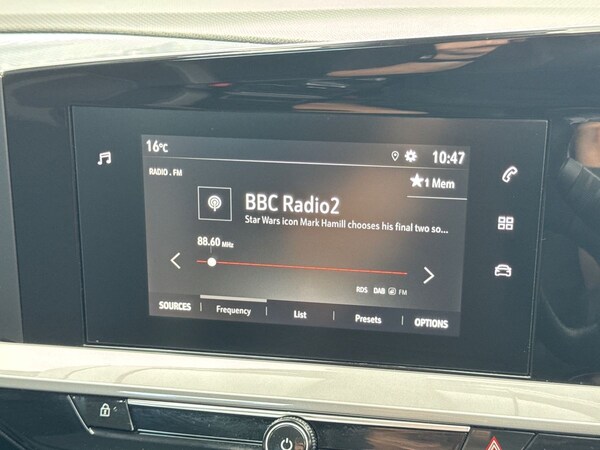 16°C
10:47
RADIO . FM
1 Mem
BBC Radio2
Star Wars icon Mark Hamill chooses his final two so...
88.60 MHz
RDS DAB FM
SOURCES Frequency List Presets OPTIONS